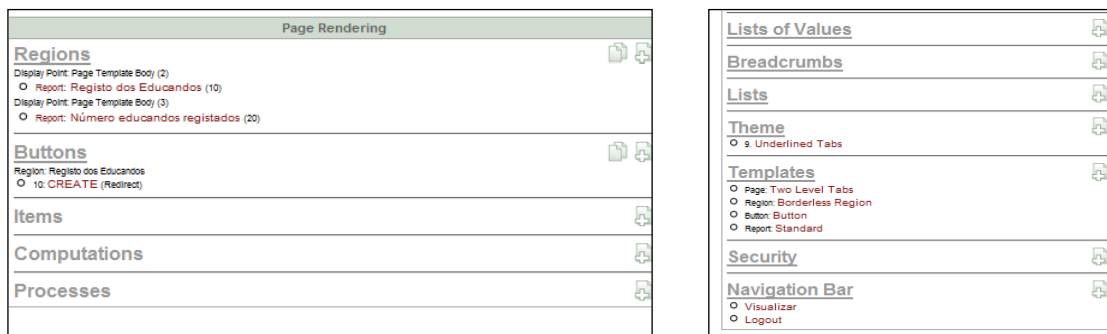 Page Rendering
Regions
Display Point: Page Template Body (2)
Report: Registo dos Educandos (10)
Display Point: Page Template Body (3)
Report: Número educandos registados (20)
Buttons
Region: Registo dos Educandos
10: CREATE (Redirect)
Items
Computations
Processes
Lists of Values
Breadcrumbs
Lists
Theme
9. Underlined Tabs
Templates
Page: Two Level Tabs
Region: Borderless Region
Button: Button
Report: Standard
Security
Navigation Bar
Visualizar
Logout